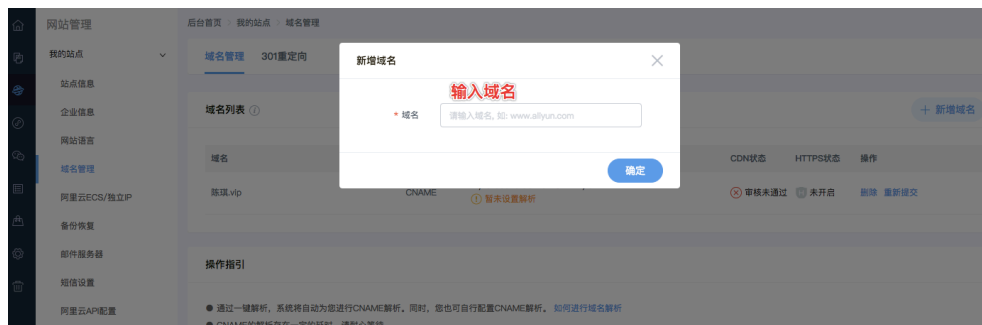 网站管理
后台首页 > 我的站点 > 域名管理
我的站点
域名管理 301重定向
新增域名
站点信息
输入域名
企业信息
域名列表
* 域名 请输入域名, 如: www.aliyun.com
+ 新增域名
网站语言
域名 CDN状态 HTTPS状态 操作
域名管理
确定
陈琪.vip CNAME 暂未设置解析 审核未通过 未开启 删除 重新提交
阿里云ECS/独立IP
备份恢复
邮件服务器
操作指引
短信设置
● 通过一键解析，系统将自动为您进行CNAME解析。同时，您也可自行配置CNAME解析。 如何进行域名解析
阿里云API配置